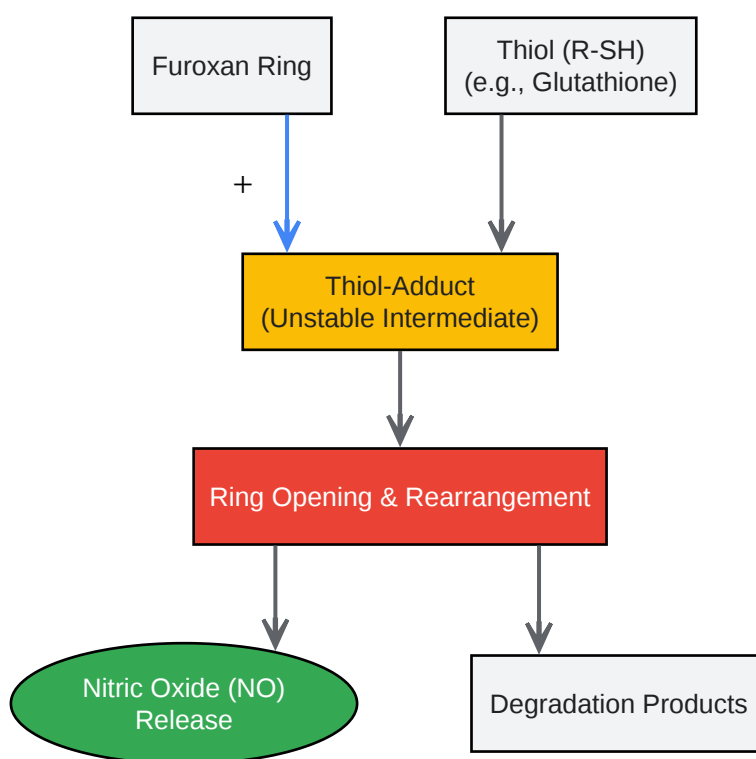 Furoxan Ring
Thiol (R-SH)
(e.g., Glutathione)
+
Thiol-Adduct
(Unstable Intermediate)
Ring Opening & Rearrangement
Nitric Oxide (NO)
Release
Degradation Products